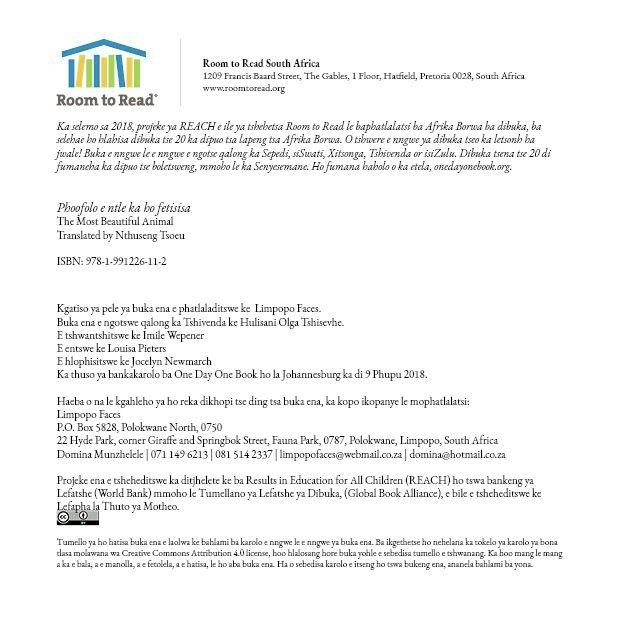 Room to Read®
Room to Read South Africa
1209 Francis Baard Street, The Gables, 1 Floor, Hatfield, Pretoria 0028, South Africa
www.roomtoread.org
Ka selemo sa 2018, projeke ya REACH e ile ya tshehetsa Room to Read le baphatlalatsi ba Afrika Borwa ba dibuka, ba
selehae ho hlahisa dibuka tse 20 ka dipuo tsa lapeng tsa Afrika Borwa. O tshwere e nngwe ya dibuka tseo ka letsonh ba
jwale! Buka e nngwe le e nngwe e ngotse qalong ka Sepedi, siSwati, Xitsonga, Tshivenda or isiZulu. Dibuka tsena tse 20 di
fumaneha ka dipuo tse boletsweng, mmoho le ka Senyesemane. Ho fumana haholo o ka etela, onedayonebook.org.
Phoofolo e ntle ka ho fetisisa
The Most Beautiful Animal
Translated by Nthuseng Tsoeu
ISBN: 978-1-991226-11-2
Kgatiso ya pele ya buka ena e phatlaladitswe ke Limpopo Faces.
Buka ena e ngotswe qalong ka Tshivenda ke Hulisani Olga Tshisevhe.
E tshwantshitswe ke Imile Wepener
E entswe ke Louisa Pieters
E hlophisitswe ke Jocelyn Newmarch
Ka thuso ya bankakarolo ba One Day One Book ho la Johannesburg ka di 9 Phupu 2018.
Haeba o na le kgahleho ya ho reka dikhopi tse ding tsa buka ena, ka kopo ikopanye le mophatlalatsi:
Limpopo Faces
P.O. Box 5828, Polokwane North, 0750
22 Hyde Park, corner Giraffe and Springbok Street, Fauna Park, 0787, Polokwane, Limpopo, South Africa
Domina Munzhelele | 071 149 6213 | 081 514 2337 | limpopofaces@webmail.co.za | domina@hotmail.co.za
Projeke ena e tsheheditswe ka ditjhelete ke ba Results in Education for All Children (REACH) ho tswa bankeng ya
Lefatshe (World Bank) mmoho le Tumellano ya Lefatshe ya Dibuka, (Global Book Alliance), e bile e tsheheditswe ke
Lefapha la Thuto ya Motheo.
cc BY
Tumello ya ho hatisa buka ena e laolwa ke bahlami ba karolo e nngwe le e nngwe ya buka ena. Ba ikgethetse ho nehelana ka tokelo ya karolo ya bona
tlasa molawana wa Creative Commons Attribution 4.0 license, hoo hlalosang hore buka yohle e sebedisa tumello e tshwanang. Ka hoo mang le mang
a ka e bala, a e manolla, a e fetolela, a e hatisa, le ho aba buka ena. Ha o sebedisa karolo e itseng ho tswa bukeng ena, ananela bahlami ba yona.